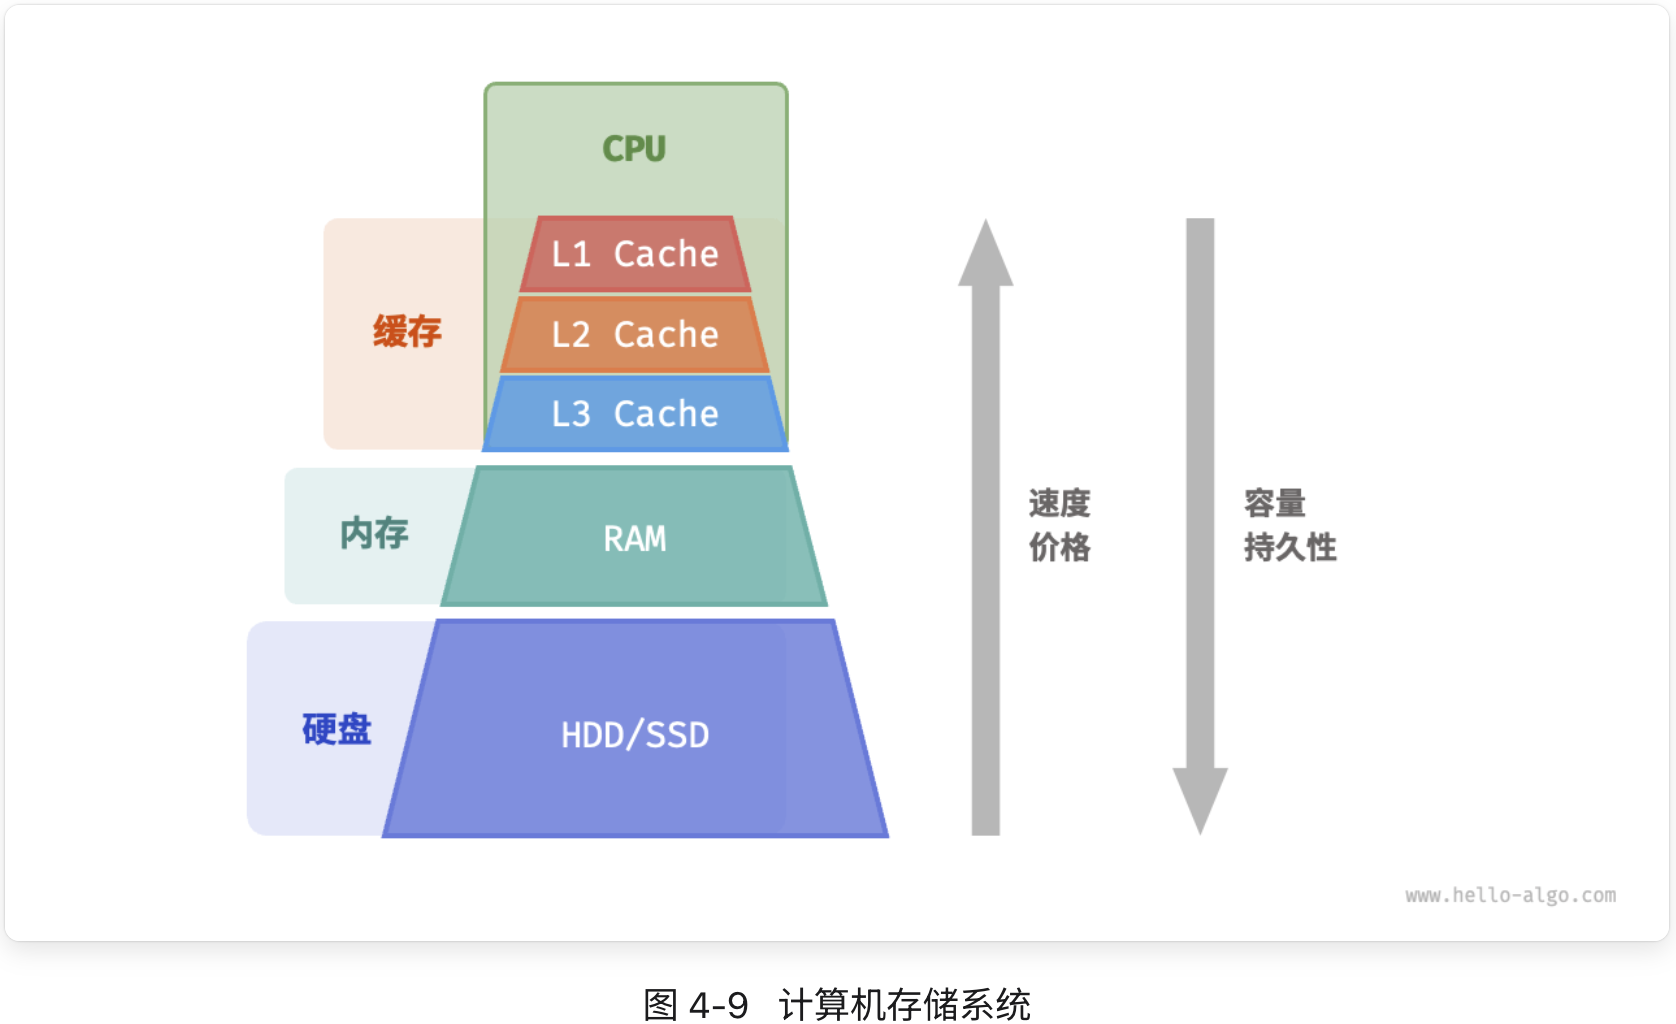 CPU
L1 Cache
L2 Cache
L3 Cache
缓存
内存
RAM
硬盘
HDD/SSD
速度
价格
容量
持久性
www.hello-algo.com
图 4-9 计算机存储系统